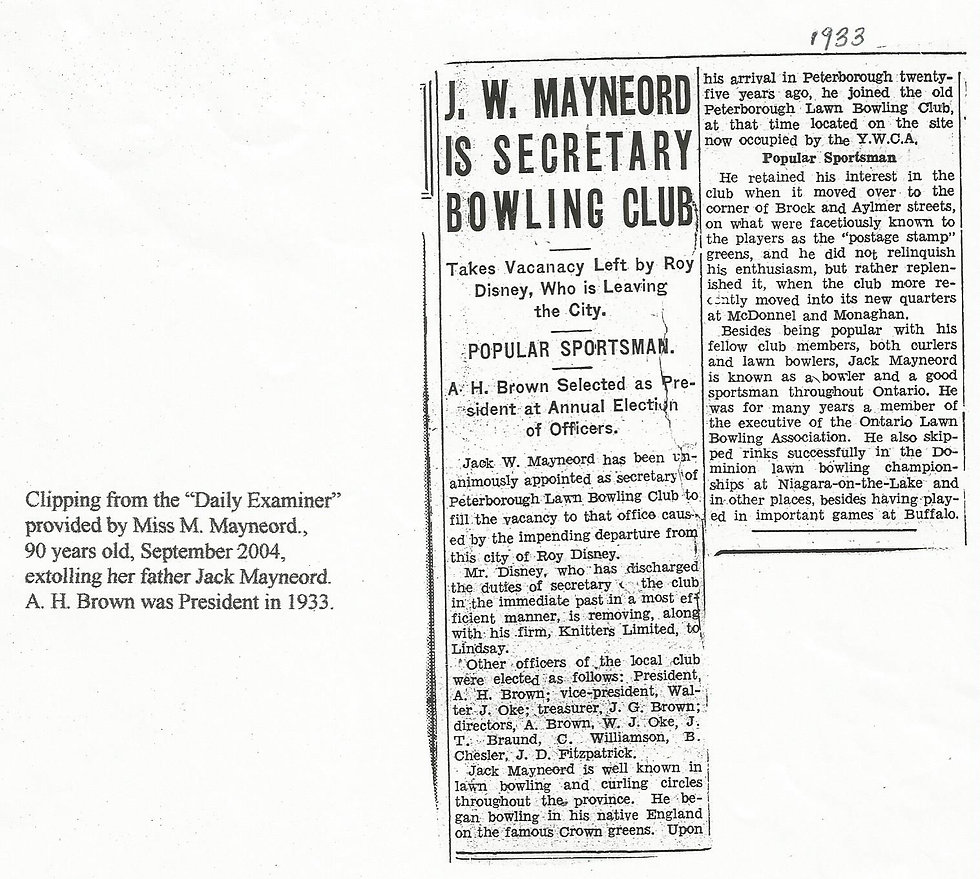 1933
J. W. MAYNEORD
IS SECRETARY
BOWLING CLUB
Takes Vacanacy Left by Roy
Disney, Who is Leaving
the City.
POPULAR SPORTSMAN.
A. H. Brown Selected as Pre-
sident at Annual Election
of Officers.
Jack W. Mayneord has been un-
animously appointed as secretary of
Peterborough Lawn Bowling Club to
fill the vacancy to that office caus-
ed by the impending departure from
this city of Roy Disney.
Mr. Disney, who has discharged
the duties of secretary the club
in the immediate past in a most ef-
ficient manner, is removing, along
with his firm, Knitters Limited, to
Lindsay.
Other officers of the local club
were elected as follows: President,
A. H. Brown; vice-president, Wal-
ter J. Oke; treasurer, J. G. Brown;
directors, A. Brown, W. J. Oke, J.
T. Braund, C. Williamson, B.
Chesler, J. D. Fitzpatrick.
Jack Mayneord is well known in
lawn bowling and curling circles
throughout the province. He be-
gan bowling in his native England
on the famous Crown greens. Upon
his arrival in Peterborough twenty-
five years ago, he joined the old
Peterborough Lawn Bowling Club,
at that time located on the site
now occupied by the Y.W.C.A.
Popular Sportsman
He retained his interest in the
club when it moved over to the
corner of Brock and Aylmer streets,
on what were facetiously known to
the players as the "postage stamp"
greens, and he did not relinquish
his enthusiasm, but rather replen-
ished it, when the club more re-
cently moved into its new quarters
at McDonnel and Monaghan.
Besides being popular with his
fellow club members, both curlers
and lawn bowlers, Jack Mayneord
is known as a bowler and a good
sportsman throughout Ontario. He
was for many years a member of
the executive of the Ontario Lawn
Bowling Association. He also skip-
ped rinks successfully in the Do-
minion lawn bowling champion-
ships at Niagara-on-the-Lake and
in other places, besides having play-
ed in important games at Buffalo.
Clipping from the "Daily Examiner"
provided by Miss M. Mayneord.,
90 years old, September 2004,
extolling her father Jack Mayneord.
A. H. Brown was President in 1933.